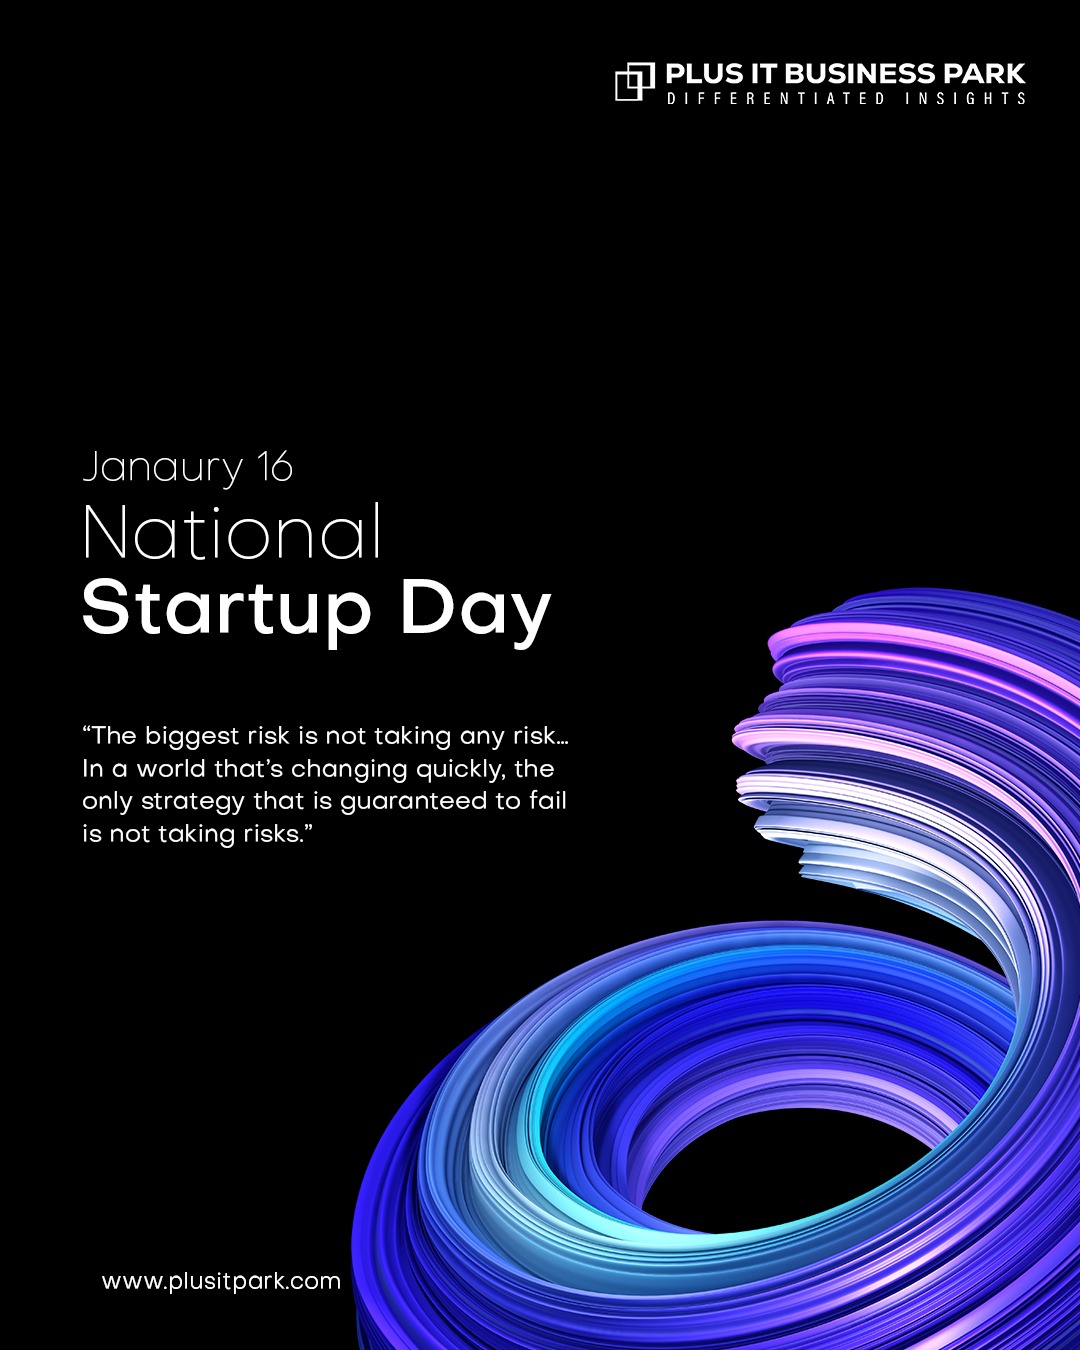 PLUS IT BUSINESS PARK
DIFFERENTIATED INSIGHTS
Janaury 16
National
Startup Day
“The biggest risk is not taking any risk...
In a world that’s changing quickly, the
only strategy that is guaranteed to fail
is not taking risks.”
www.plusitpark.com